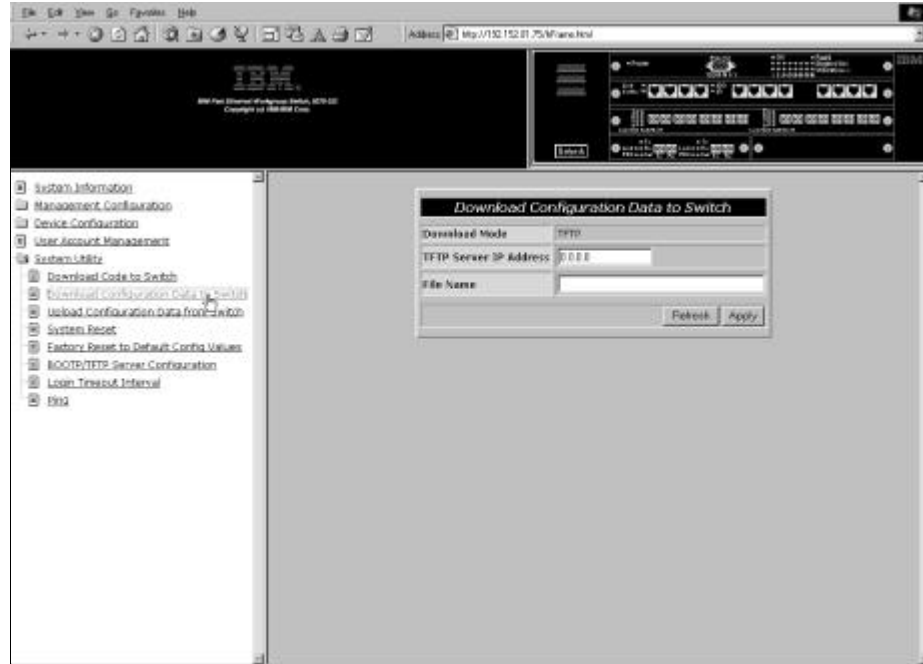 File Edit View Go Favorites Help
Address
IBM
System Information
Management Configuration
Device Configuration
User Account Management
System Utility
Download Code to Switch
Download Configuration Data to Switch
Upload Configuration Data from Switch
System Reset
Factory Reset to Default Config Values
BOOTP/TFTP Server Configuration
Login Timeout Interval
Ping
Download Configuration Data to Switch
Download Mode TFTP
TFTP Server IP Address 0.0.0.0
File Name
Refresh Apply